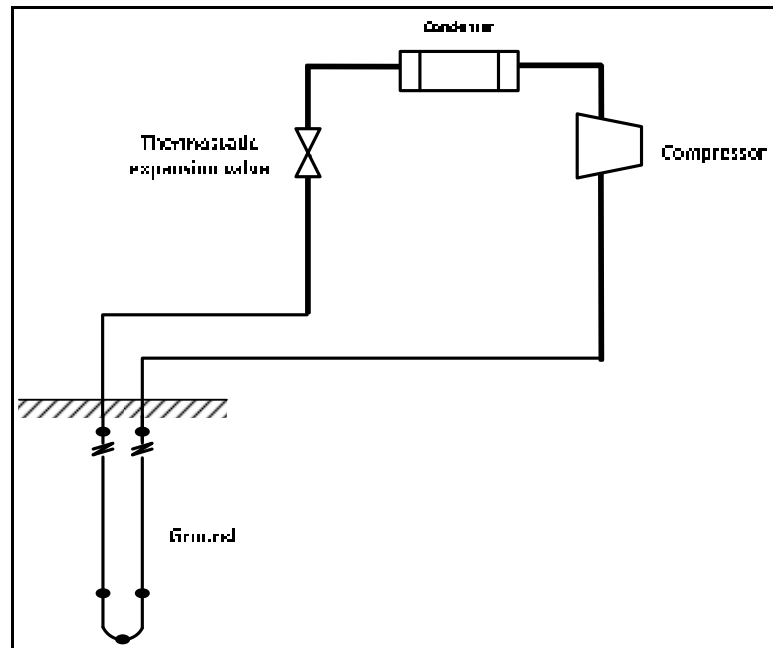 Condenser
Thermostatic
expansion valve
Compressor
Ground